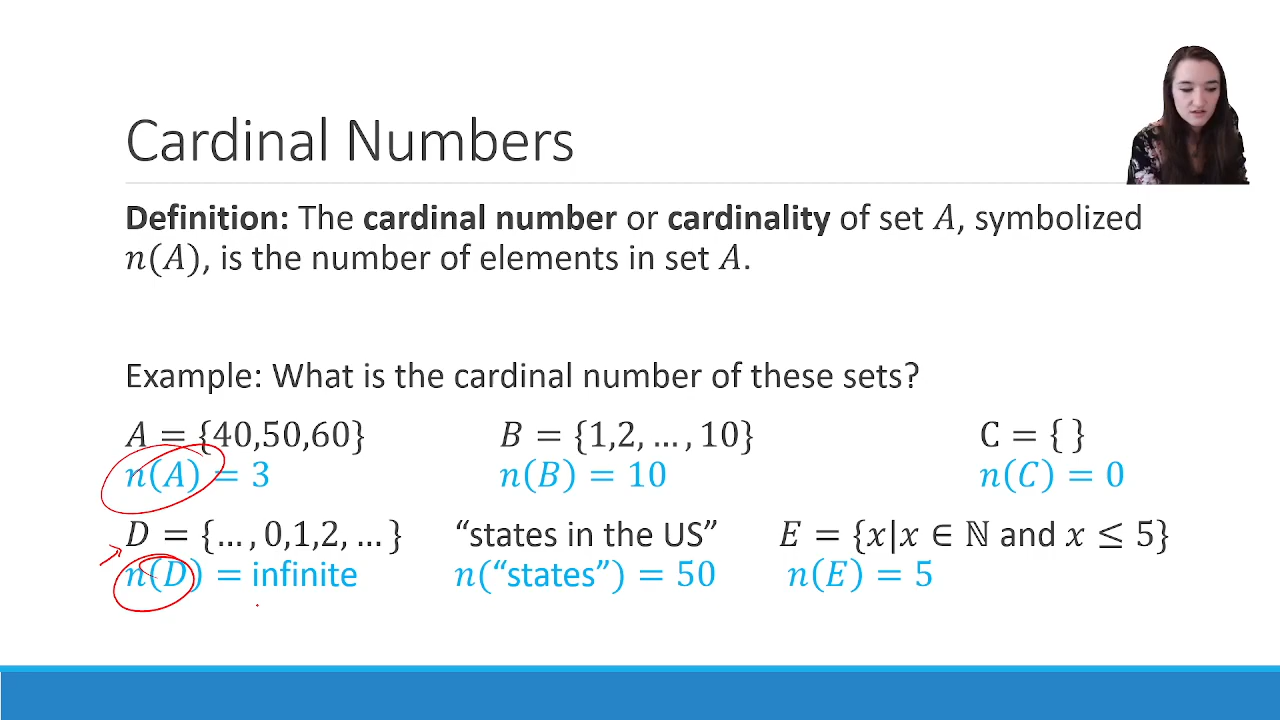 Cardinal Numbers
Definition: The cardinal number or cardinality of set A, symbolized
n(A), is the number of elements in set A.
Example: What is the cardinal number of these sets?
A = {40,50,60} B = {1,2, … , 10} C = { }
n(A) = 3 n(B) = 10 n(C) = 0
D = {… , 0,1,2, … } “states in the US” E = {x|x ∈ ℕ and x ≤ 5}
n(D) = infinite n(“states”) = 50 n(E) = 5